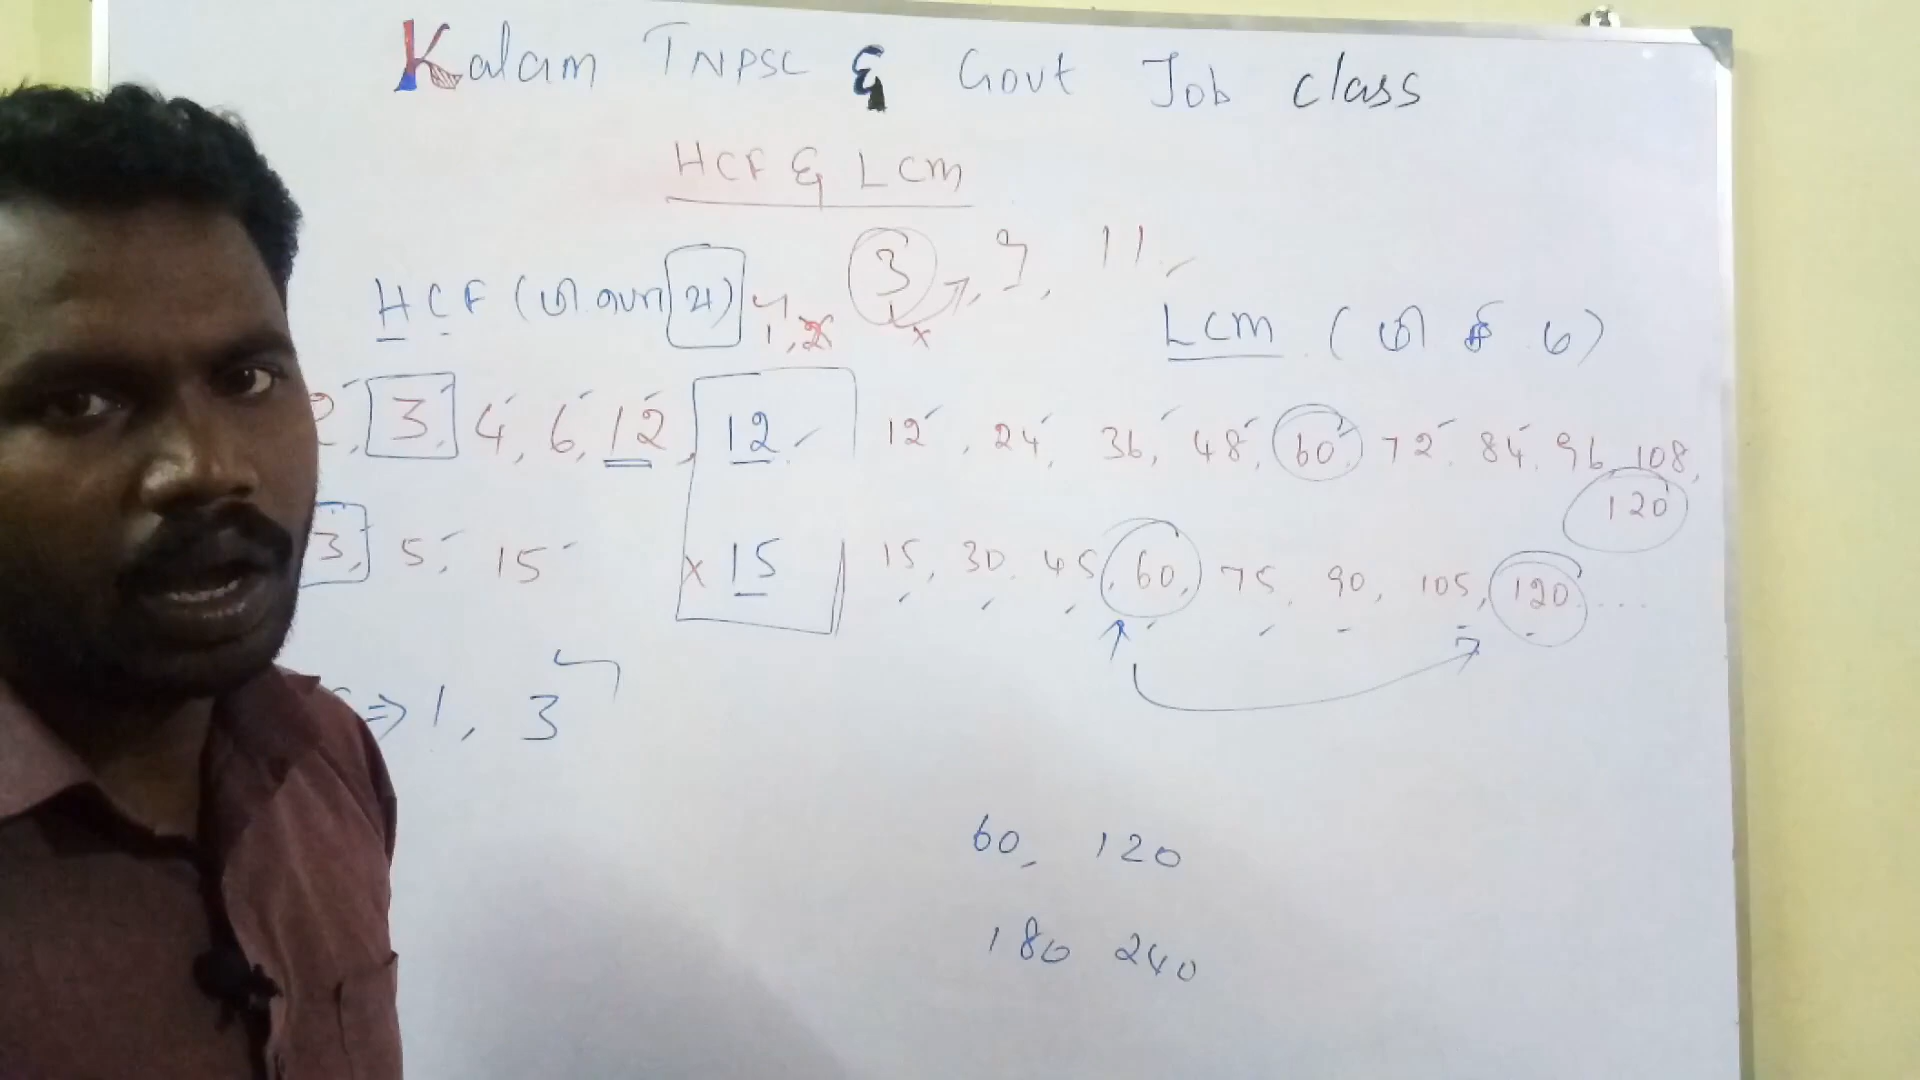 Kalam TNPSC & Govt Job class
HCF & LCM
3, 9, 11,
HCF (மீ பொ வ)
1, 2 x
LCM ( மீ சி ம )
2, 3, 4, 6, 12, 12 12, 24, 36, 48, 60, 72, 84, 96, 108,
120
3, 5, 15 x 15 15, 30, 45, 60, 75, 90, 105, 120 ....
⇒ 1, 3
60, 120
180 240